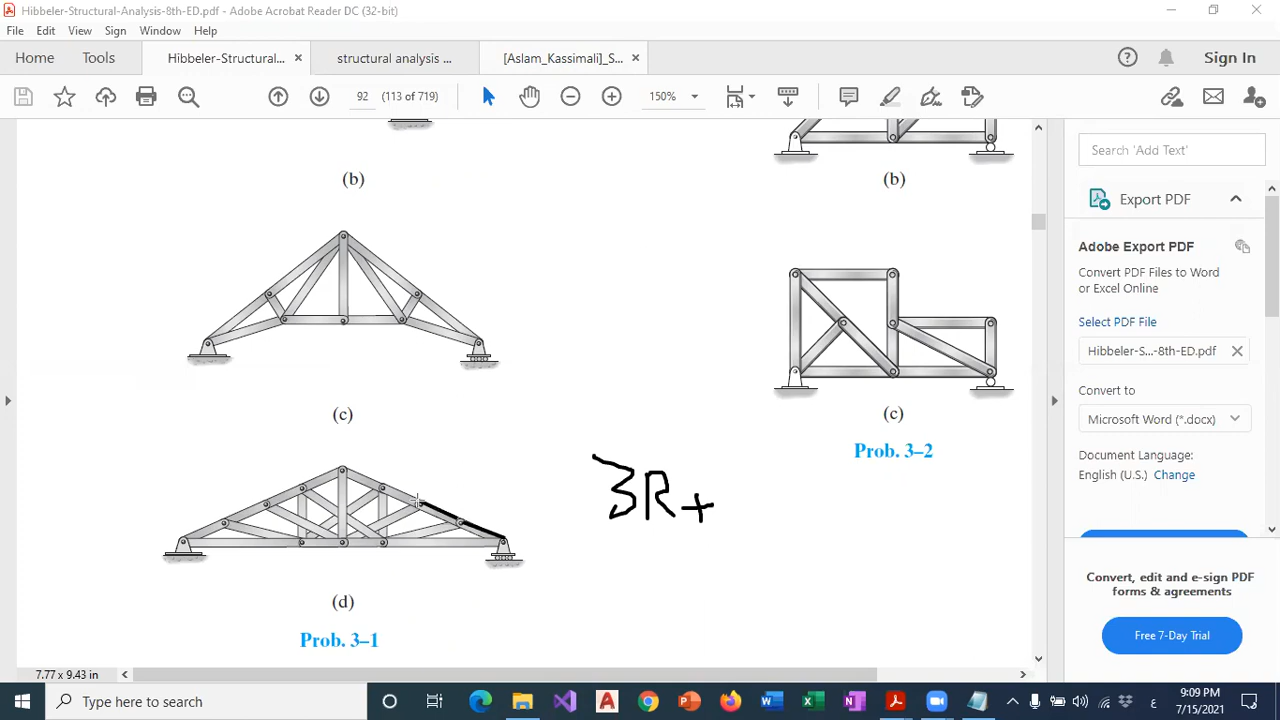 Hibbeler-Structural-Analysis-8th-ED.pdf - Adobe Acrobat Reader DC (32-bit)
File Edit View Sign Window Help
Home Tools Hibbeler-Structural... × structural analysis ... [Aslam_Kassimali]_S... × Sign In
92 (113 of 719) 150%
(b) (b)
(c) (c)
Prob. 3–2
3R+
(d)
Prob. 3–1
7.77 x 9.43 in
Search 'Add Text'
Export PDF
Adobe Export PDF
Convert PDF Files to Word
or Excel Online
Select PDF File
Hibbeler-S...-8th-ED.pdf ×
Convert to
Microsoft Word (*.docx)
Document Language:
English (U.S.) Change
Convert, edit and e-sign PDF
forms & agreements
Free 7-Day Trial
Type here to search
ع
9:09 PM
7/15/2021